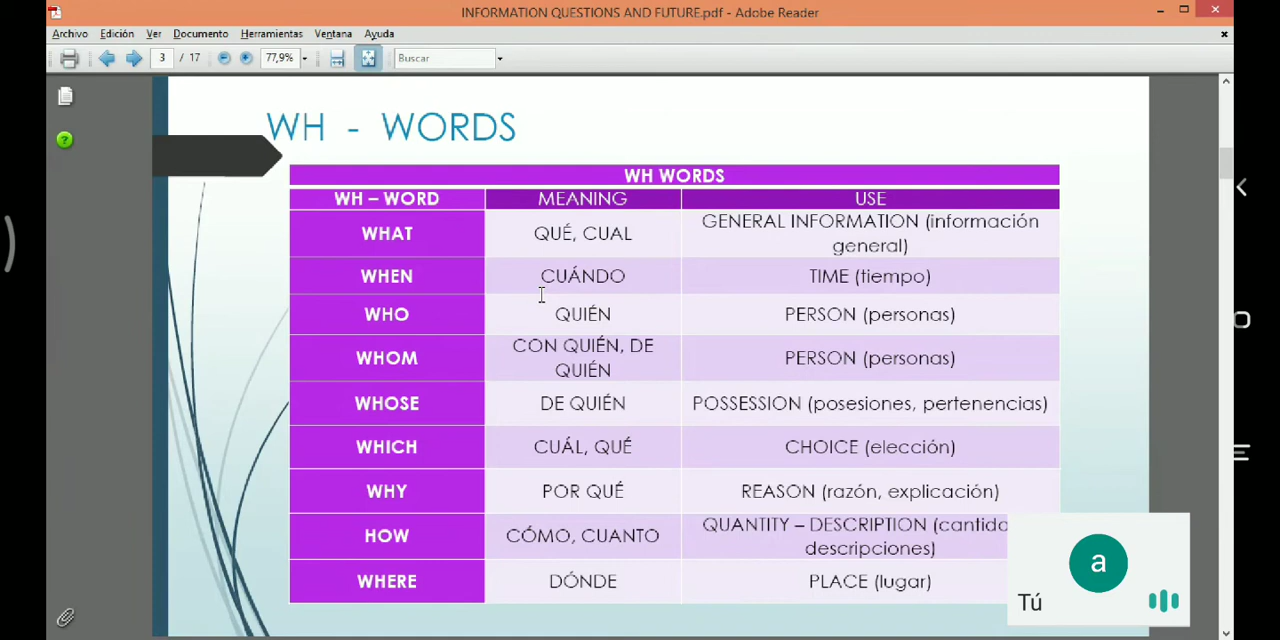 INFORMATION QUESTIONS AND FUTURE.pdf - Adobe Reader
Archivo Edición Ver Documento Herramientas Ventana Ayuda
3 / 17 77,9% Buscar
WH - WORDS
WH WORDS
WH – WORD MEANING USE
WHAT QUÉ, CUAL GENERAL INFORMATION (información
general)
WHEN CUÁNDO TIME (tiempo)
WHO QUIÉN PERSON (personas)
WHOM CON QUIÉN, DE
QUIÉN PERSON (personas)
WHOSE DE QUIÉN POSSESSION (posesiones, pertenencias)
WHICH CUÁL, QUÉ CHOICE (elección)
WHY POR QUÉ REASON (razón, explicación)
HOW CÓMO, CUANTO QUANTITY – DESCRIPTION (cantida
descripciones)
WHERE DÓNDE PLACE (lugar)
a
Tú